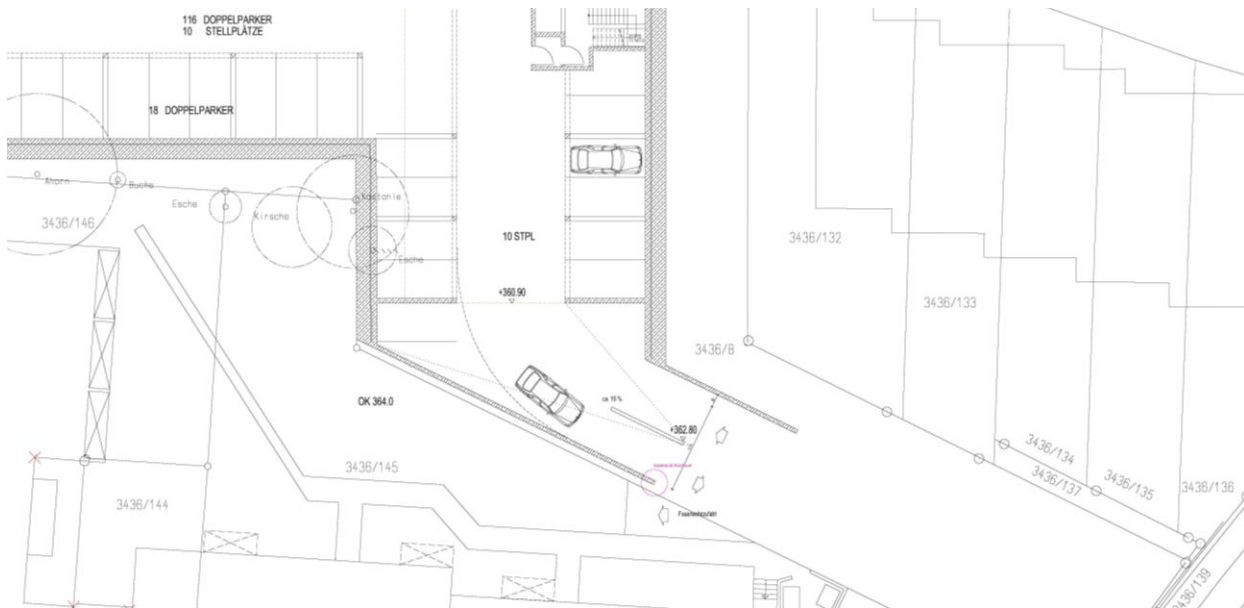 116 DOPPELPARKER
10 STELLPLÄTZE
18 DOPPELPARKER
Ahorn
Buche
Esche
Kirsche
Kastanie
Esche
3436/146
10 STPL
+360.90
3436/132
3436/133
3436/8
OK 364.0
ca. 15 %
+362.80
3436/145
3436/144
3436/134
3436/135
3436/136
3436/137
3436/139
Feuerwehrzufahrt